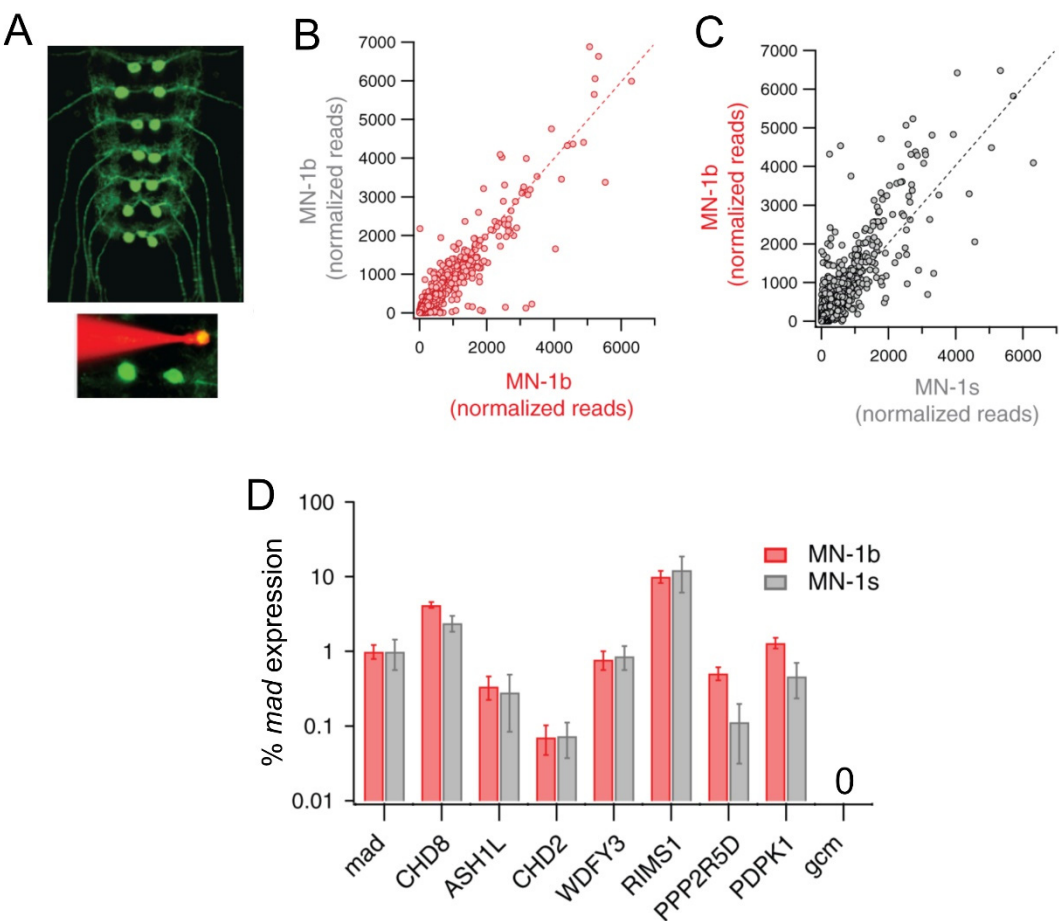 A
B
7000
6000
5000
4000
3000
2000
1000
0
MN-1b
(normalized reads)
0 2000 4000 6000
MN-1b
(normalized reads)
C
7000
6000
5000
4000
3000
2000
1000
0
MN-1b
(normalized reads)
0 2000 4000 6000
MN-1s
(normalized reads)
D
100
10
1
0.1
0.01
% mad expression
MN-1b
MN-1s
0
mad
CHD8
ASH1L
CHD2
WDFY3
RIMS1
PPP2R5D
PDPK1
gcm